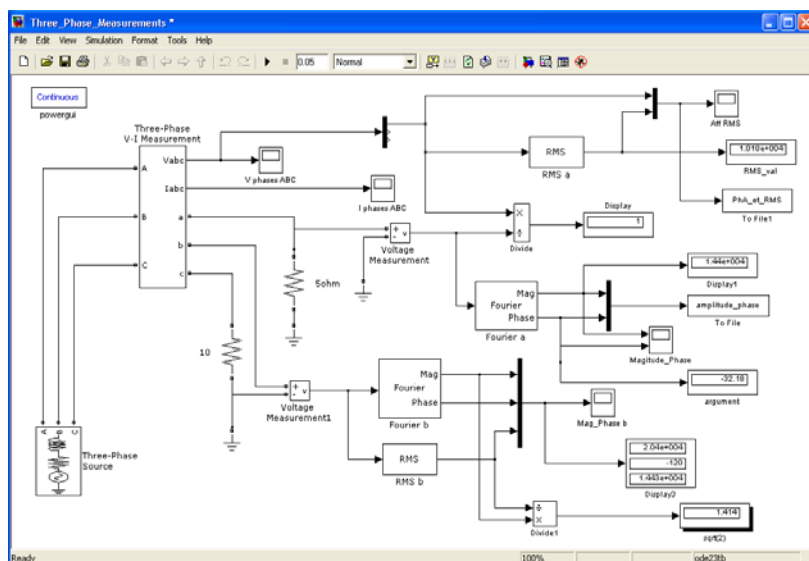 Three_Phase_Measurements *
File Edit View Simulation Format Tools Help
0.05 Normal
Continuous
powergui
Three-Phase
V-I Measurement
A
B
C
Vabc
Iabc
a
b
c
V phases ABC
I phases ABC
RMS
RMS a
Aff RMS
1.018e+004
RMS_val
PhA_et_RMS
To File1
×
÷
Divide
Display
1
+
-
v
Voltage
Measurement
5ohm
Mag
Fourier
Phase
Fourier a
1.44e+004
Display1
amplitude_phase
To File
Magitude_Phase
-32.18
argument
10
+
-
v
Voltage
Measurement1
Mag
Fourier
Phase
Fourier b
RMS
RMS b
Mag_Phase b
2.04e+004
-120
1.443e+004
÷
×
Divide1
1.414
sqrt(2)
A B C
Three-Phase
Source
Ready 100% ode23tb